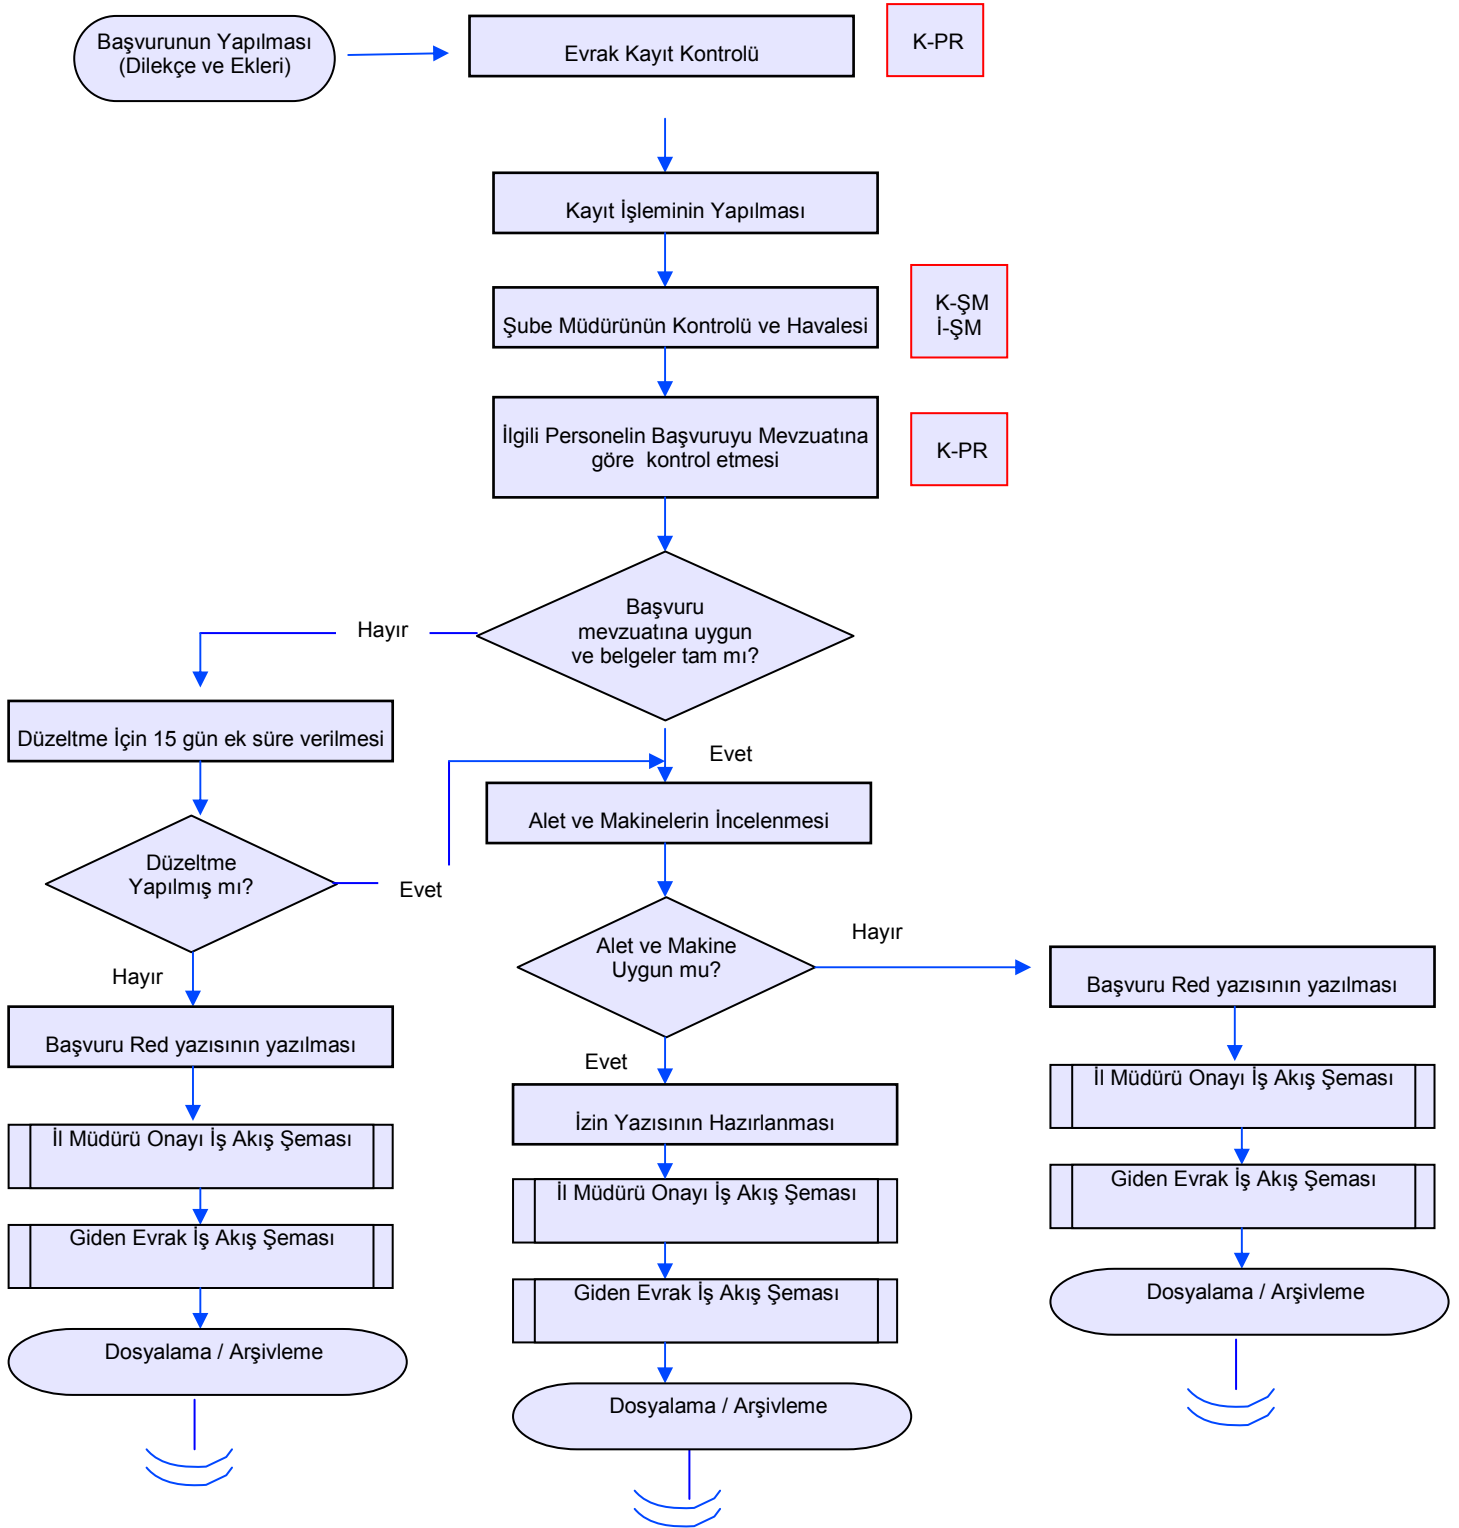 Başvurunun Yapılması
(Dilekçe ve Ekleri)
Evrak Kayıt Kontrolü
K-PR
Kayıt İşleminin Yapılması
Şube Müdürünün Kontrolü ve Havalesi
K-ŞM
İ-ŞM
İlgili Personelin Başvuruyu Mevzuatına
göre kontrol etmesi
K-PR
Başvuru
mevzuatına uygun
ve belgeler tam mı?
Hayır
Düzeltme İçin 15 gün ek süre verilmesi
Evet
Alet ve Makinelerin İncelenmesi
Düzeltme
Yapılmış mı?
Evet
Hayır
Alet ve Makine
Uygun mu?
Hayır
Başvuru Red yazısının yazılması
Başvuru Red yazısının yazılması
Evet
İzin Yazısının Hazırlanması
İl Müdürü Onayı İş Akış Şeması
İl Müdürü Onayı İş Akış Şeması
İl Müdürü Onayı İş Akış Şeması
Giden Evrak İş Akış Şeması
Giden Evrak İş Akış Şeması
Giden Evrak İş Akış Şeması
Dosyalama / Arşivleme
Dosyalama / Arşivleme
Dosyalama / Arşivleme